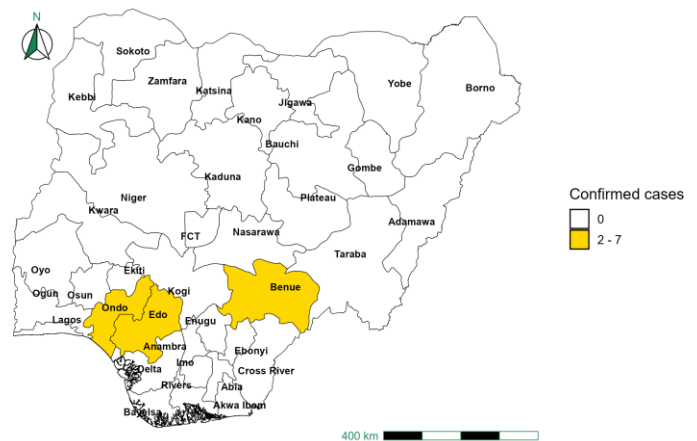 N
Sokoto
Zamfara
Kebbi
Katsina
Jigawa
Yobe
Borno
Kano
Bauchi
Gombe
Kaduna
Niger
Plateau
Kwara
Adamawa
FCT
Nasarawa
Taraba
Confirmed cases
0
2 - 7
Oyo
Ekiti
Ogun
Osun
Kogi
Benue
Ondo
Edo
Lagos
Enugu
Anambra
Ebonyi
Delta
Imo
Cross River
Rivers
Abia
Bayelsa
Akwa Ibom
400 km